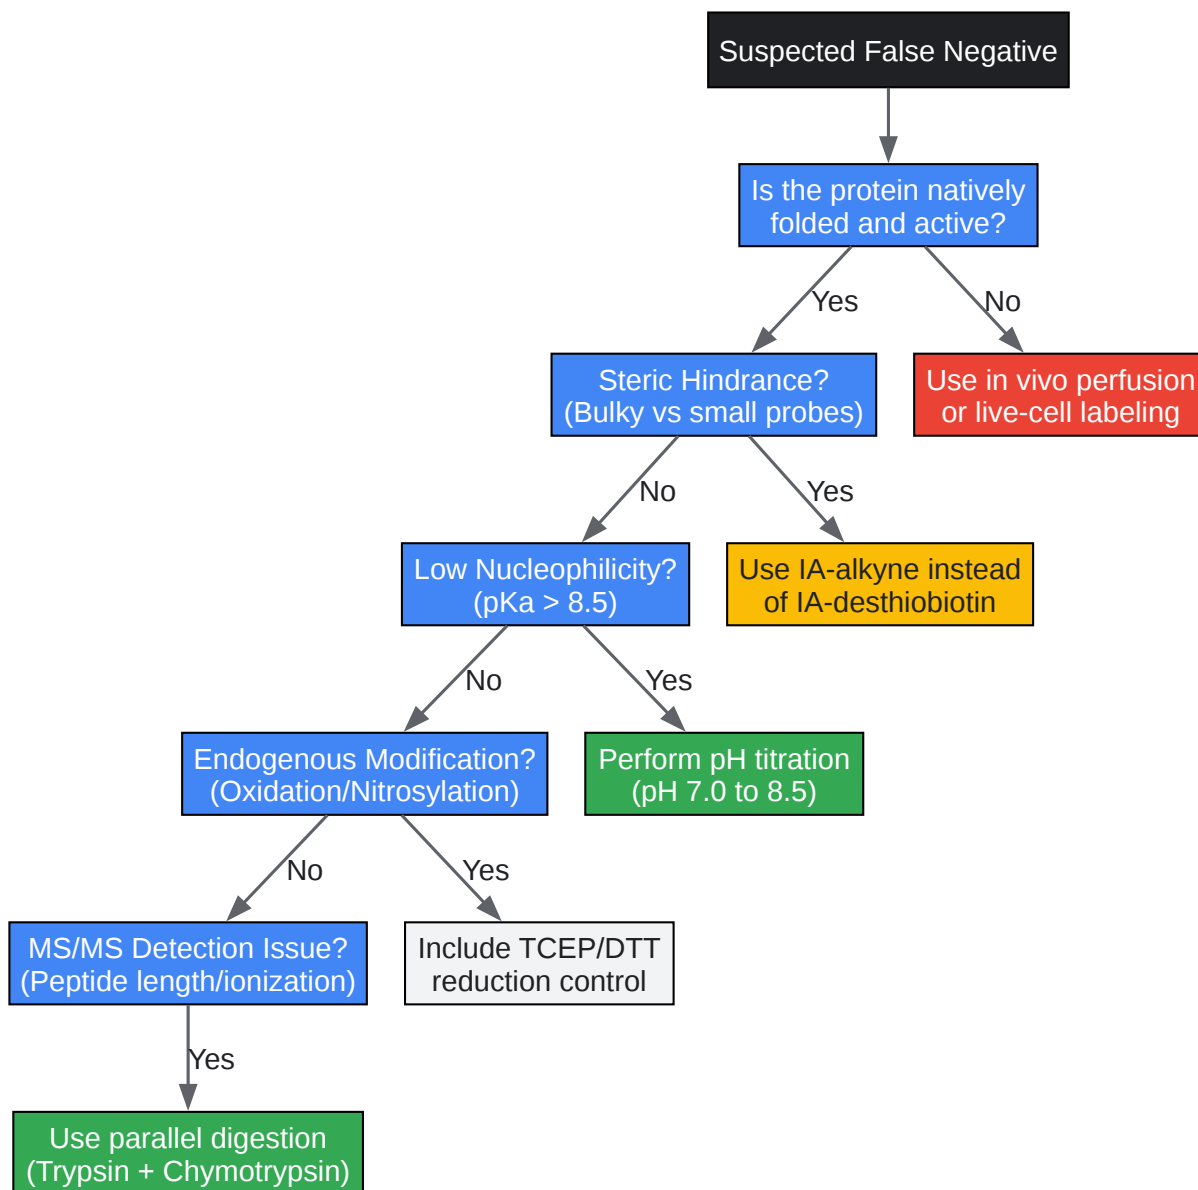 Suspected False Negative
Is the protein natively
folded and active?
Yes
No
Steric Hindrance?
(Bulky vs small probes)
Use in vivo perfusion
or live-cell labeling
No
Yes
Low Nucleophilicity?
(pKa > 8.5)
Use IA-alkyne instead
of IA-desthiobiotin
No
Yes
Endogenous Modification?
(Oxidation/Nitrosylation)
Perform pH titration
(pH 7.0 to 8.5)
No
Yes
MS/MS Detection Issue?
(Peptide length/ionization)
Include TCEP/DTT
reduction control
Yes
Use parallel digestion
(Trypsin + Chymotrypsin)